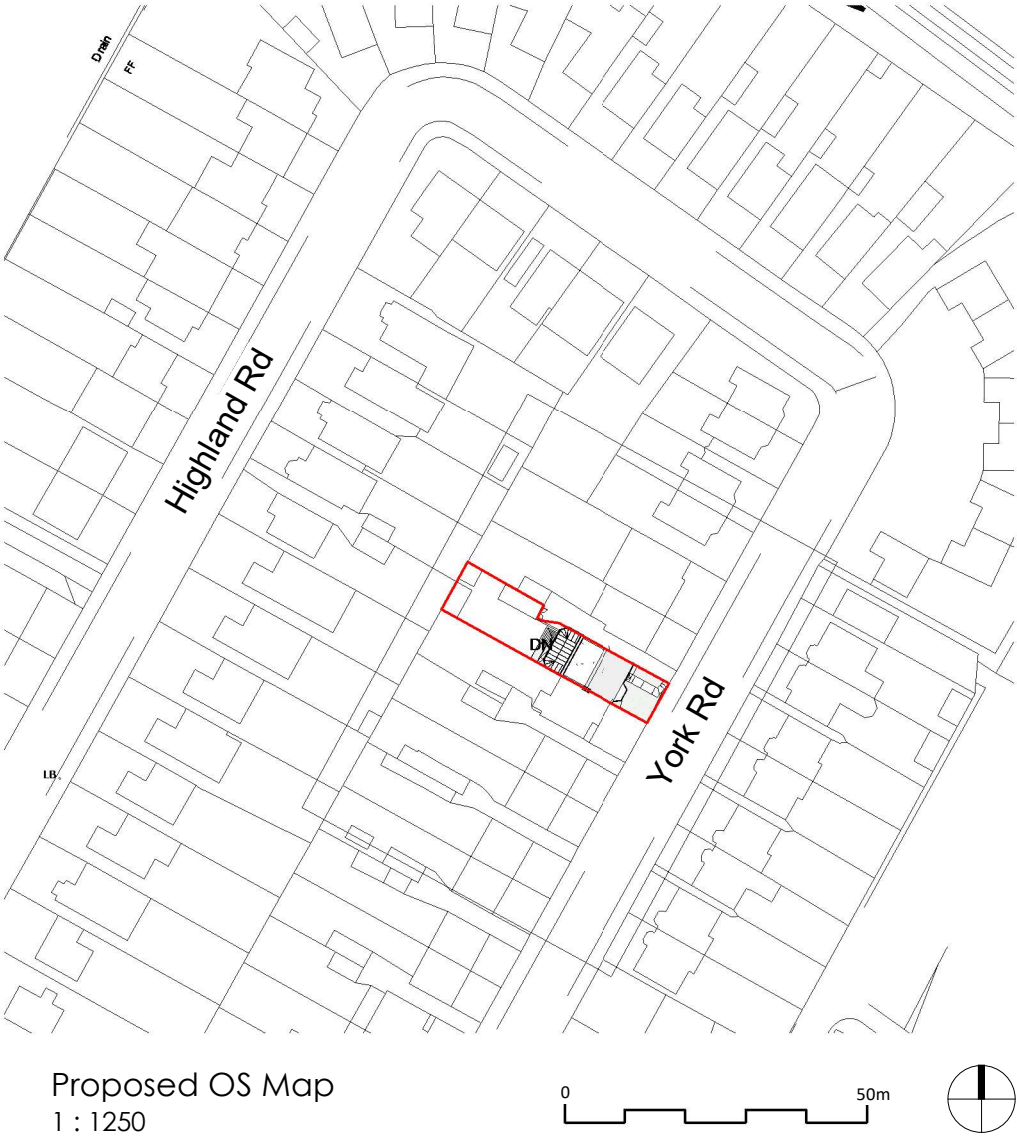 Drain
FF
Highland Rd
DN
York Rd
LB
Proposed OS Map
1 : 1250
0
50m